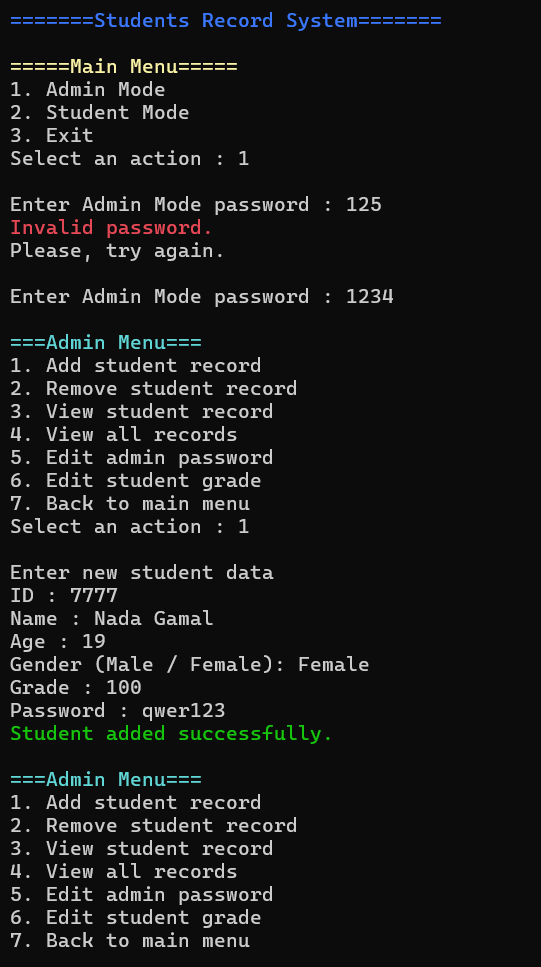 =======Students Record System=======
=====Main Menu=====
1. Admin Mode
2. Student Mode
3. Exit
Select an action : 1
Enter Admin Mode password : 125
Invalid password.
Please, try again.
Enter Admin Mode password : 1234
===Admin Menu===
1. Add student record
2. Remove student record
3. View student record
4. View all records
5. Edit admin password
6. Edit student grade
7. Back to main menu
Select an action : 1
Enter new student data
ID : 7777
Name : Nada Gamal
Age : 19
Gender (Male / Female): Female
Grade : 100
Password : qwer123
Student added successfully.
===Admin Menu===
1. Add student record
2. Remove student record
3. View student record
4. View all records
5. Edit admin password
6. Edit student grade
7. Back to main menu